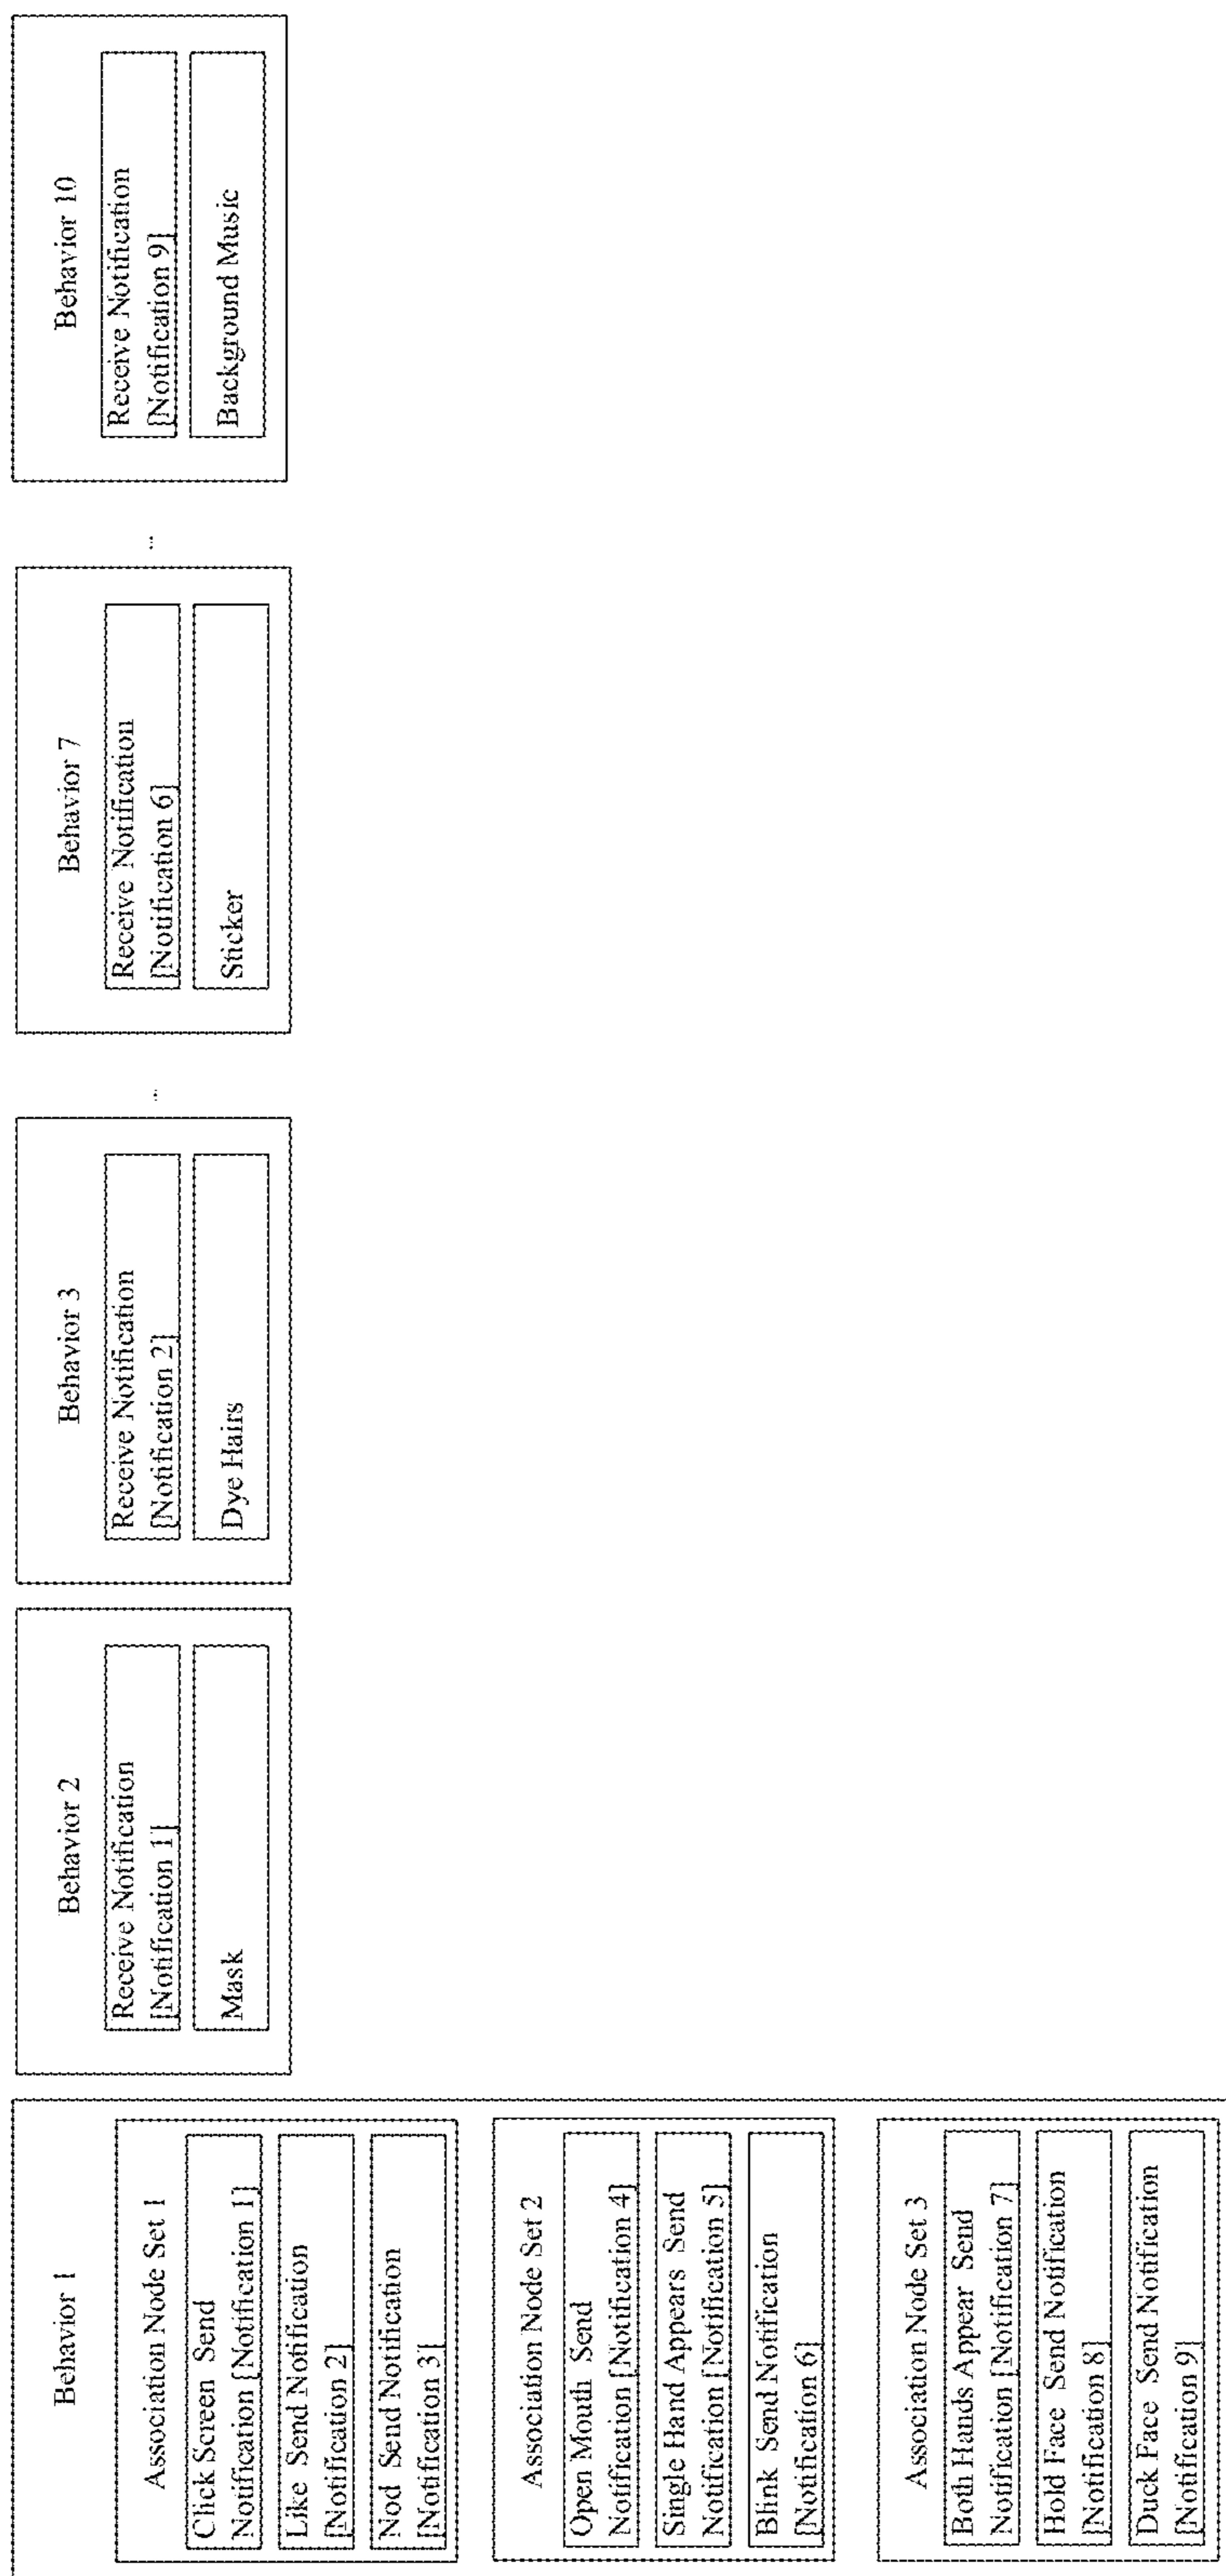 Behavior 1
Association Node Set 1
Click Screen Send
Notification [Notification 1]
Like Send Notification
[Notification 2]
Nod Send Notification
[Notification 3]
Association Node Set 2
Open Mouth Send
Notification [Notification 4]
Single Hand Appears Send
Notification [Notification 5]
Blink Send Notification
[Notification 6]
Association Node Set 3
Both Hands Appear Send
Notification [Notification 7]
Hold Face Send Notification
[Notification 8]
Duck Face Send Notification
[Notification 9]
Behavior 2
Receive Notification
[Notification 1]
Mask
Behavior 3
Receive Notification
[Notification 2]
Dye Hairs
...
Behavior 7
Receive Notification
[Notification 6]
Sticker
...
Behavior 10
Receive Notification
[Notification 9]
Background Music